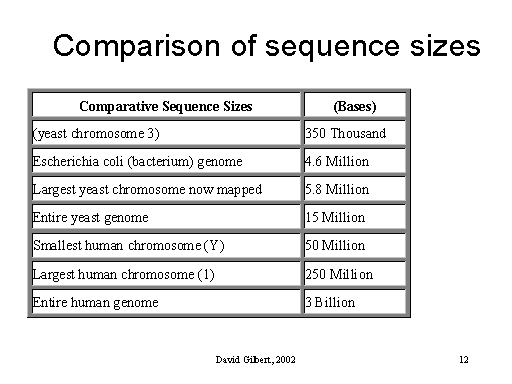 Comparison of sequence sizes
Comparative Sequence Sizes (Bases)
(yeast chromosome 3) 350 Thousand
Escherichia coli (bacterium) genome 4.6 Million
Largest yeast chromosome now mapped 5.8 Million
Entire yeast genome 15 Million
Smallest human chromosome (Y) 50 Million
Largest human chromosome (1) 250 Million
Entire human genome 3 Billion
David Gilbert, 2002 12